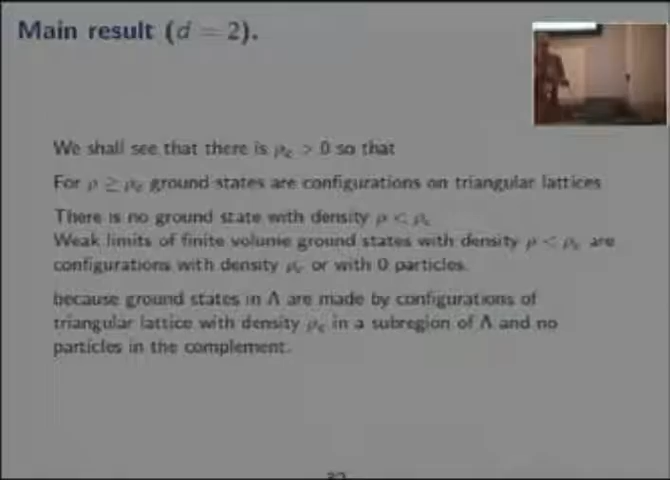 Main result (d = 2).
We shall see that there is ρc > 0 so that
For ρ ≥ ρc ground states are configurations on triangular lattices
There is no ground state with density ρ < ρc
Weak limits of finite volume ground states with density ρ < ρc are
configurations with density ρc or with 0 particles.
because ground states in Λ are made by configurations of
triangular lattice with density ρc in a subregion of Λ and no
particles in the complement.